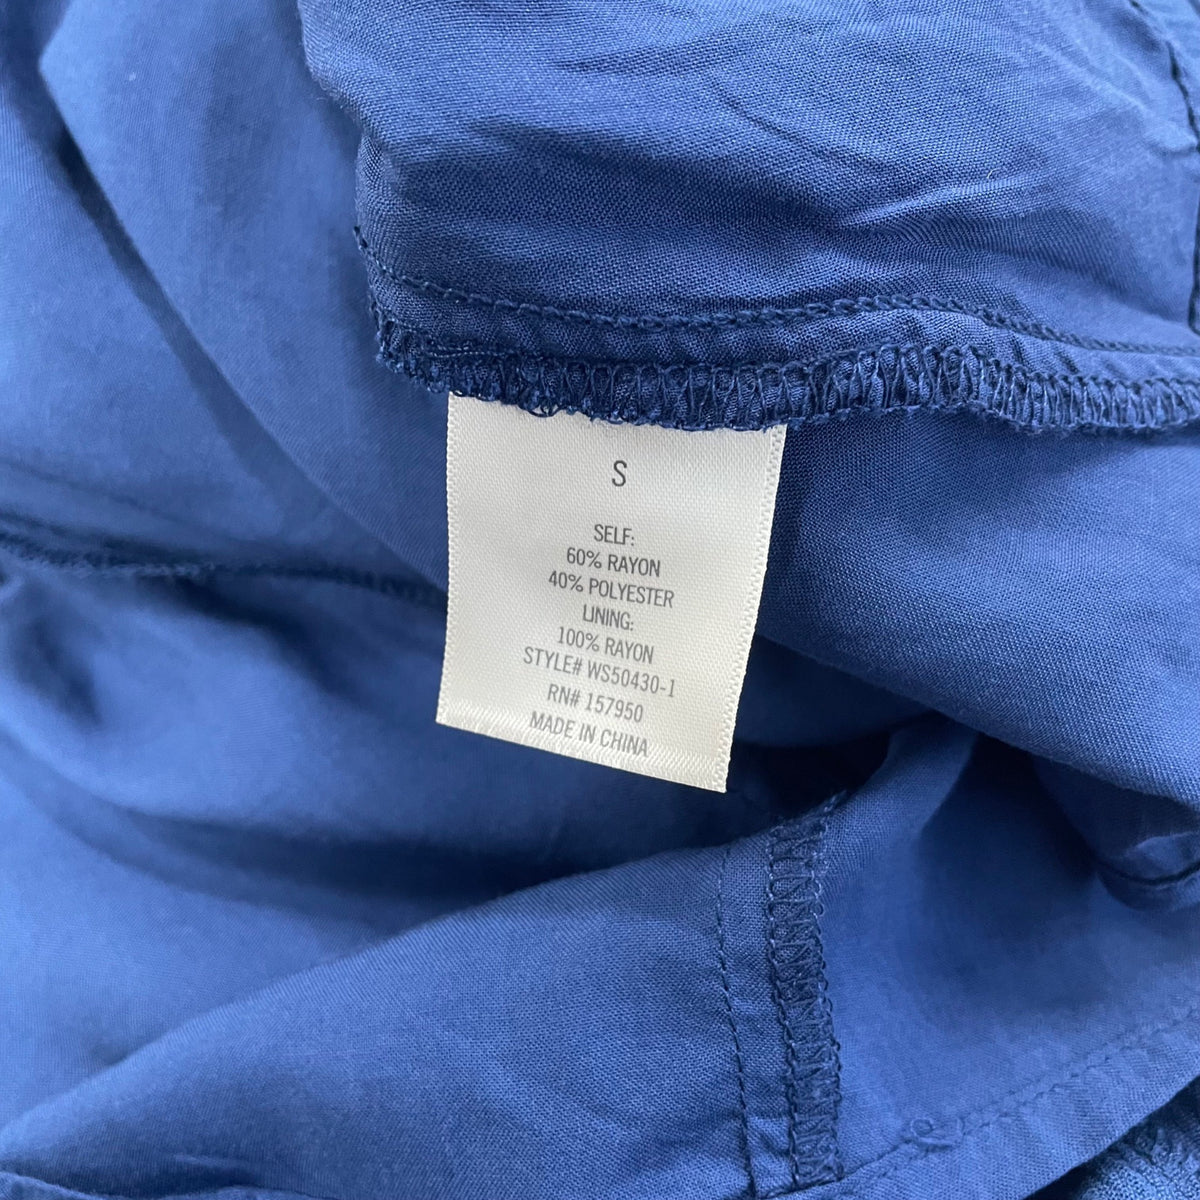 S
SELF:
60% RAYON
40% POLYESTER
LINING:
100% RAYON
STYLE# WS50430-1
RN# 157950
MADE IN CHINA